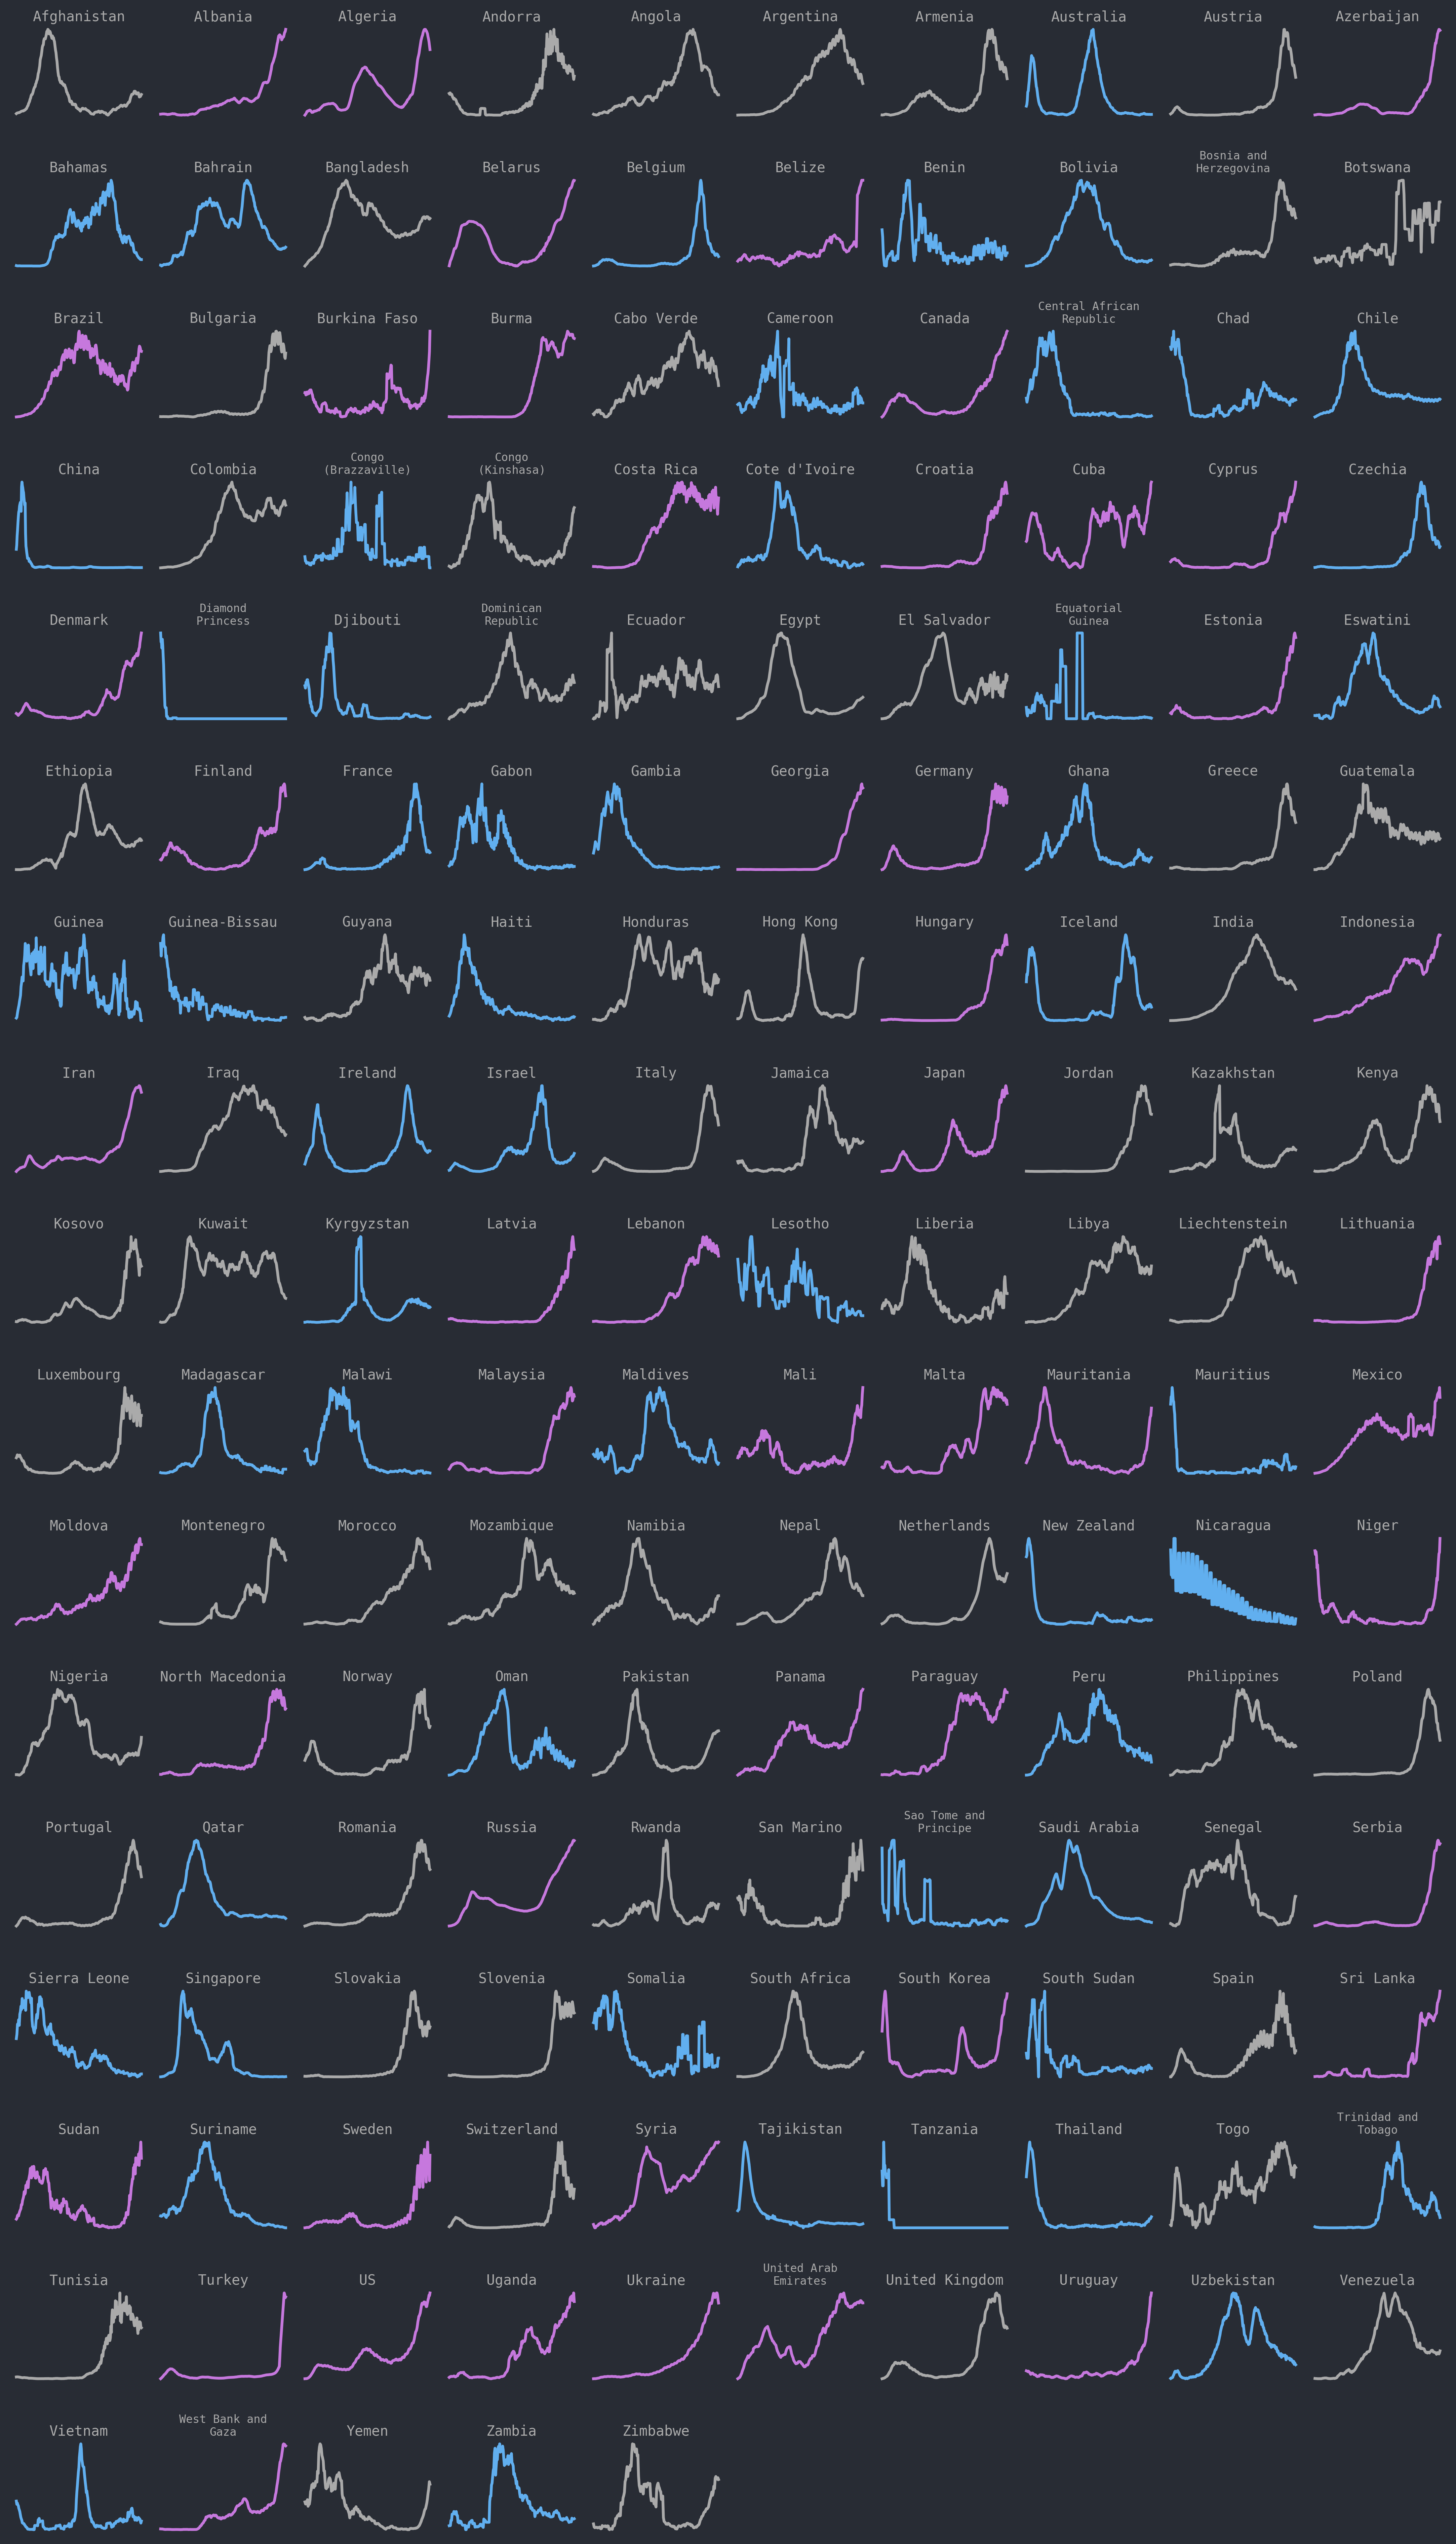 Afghanistan
Albania
Algeria
Andorra
Angola
Argentina
Armenia
Australia
Austria
Azerbaijan
Bahamas
Bahrain
Bangladesh
Belarus
Belgium
Belize
Benin
Bolivia
Bosnia and
Herzegovina
Botswana
Brazil
Bulgaria
Burkina Faso
Burma
Cabo Verde
Cameroon
Canada
Central African
Republic
Chad
Chile
China
Colombia
Congo
(Brazzaville)
Congo
(Kinshasa)
Costa Rica
Cote d'Ivoire
Croatia
Cuba
Cyprus
Czechia
Denmark
Diamond
Princess
Djibouti
Dominican
Republic
Ecuador
Egypt
El Salvador
Equatorial
Guinea
Estonia
Eswatini
Ethiopia
Finland
France
Gabon
Gambia
Georgia
Germany
Ghana
Greece
Guatemala
Guinea
Guinea-Bissau
Guyana
Haiti
Honduras
Hong Kong
Hungary
Iceland
India
Indonesia
Iran
Iraq
Ireland
Israel
Italy
Jamaica
Japan
Jordan
Kazakhstan
Kenya
Kosovo
Kuwait
Kyrgyzstan
Latvia
Lebanon
Lesotho
Liberia
Libya
Liechtenstein
Lithuania
Luxembourg
Madagascar
Malawi
Malaysia
Maldives
Mali
Malta
Mauritania
Mauritius
Mexico
Moldova
Montenegro
Morocco
Mozambique
Namibia
Nepal
Netherlands
New Zealand
Nicaragua
Niger
Nigeria
North Macedonia
Norway
Oman
Pakistan
Panama
Paraguay
Peru
Philippines
Poland
Portugal
Qatar
Romania
Russia
Rwanda
San Marino
Sao Tome and
Principe
Saudi Arabia
Senegal
Serbia
Sierra Leone
Singapore
Slovakia
Slovenia
Somalia
South Africa
South Korea
South Sudan
Spain
Sri Lanka
Sudan
Suriname
Sweden
Switzerland
Syria
Tajikistan
Tanzania
Thailand
Togo
Trinidad and
Tobago
Tunisia
Turkey
US
Uganda
Ukraine
United Arab
Emirates
United Kingdom
Uruguay
Uzbekistan
Venezuela
Vietnam
West Bank and
Gaza
Yemen
Zambia
Zimbabwe